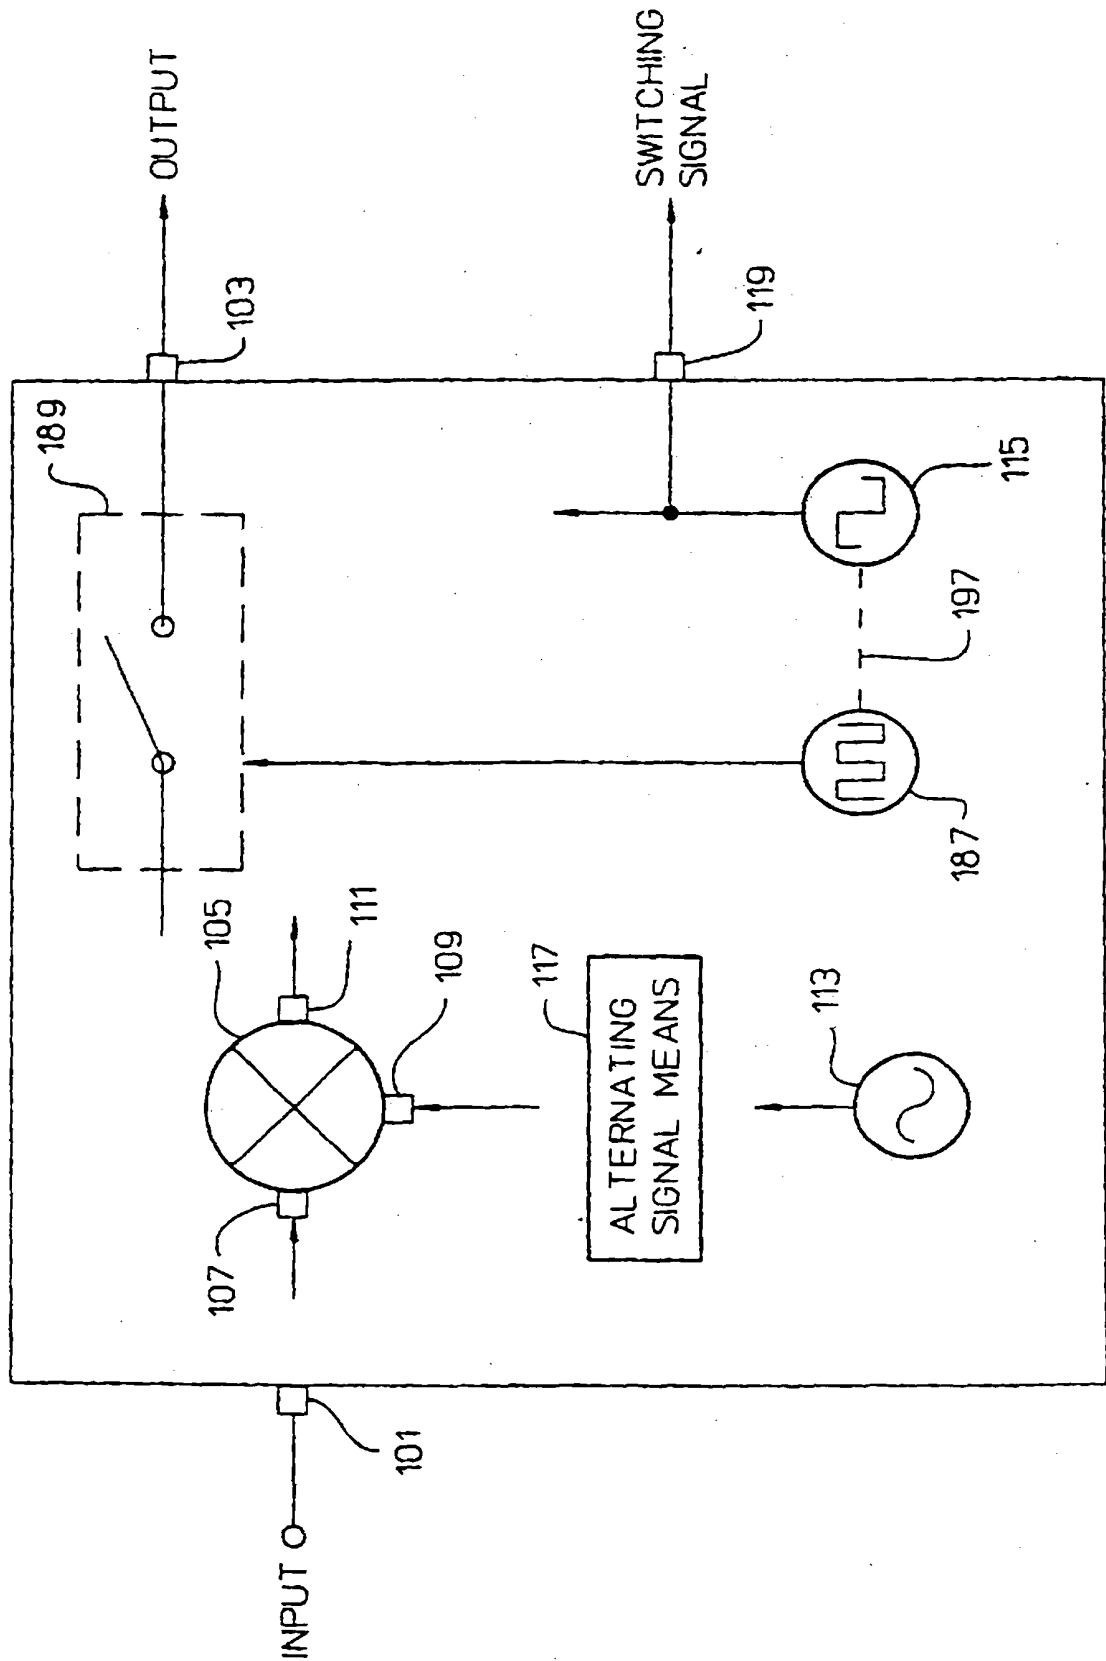 INPUT
101
107
105
111
109
117
ALTERNATING
SIGNAL MEANS
113
189
187
197
115
103
OUTPUT
119
SWITCHING
SIGNAL